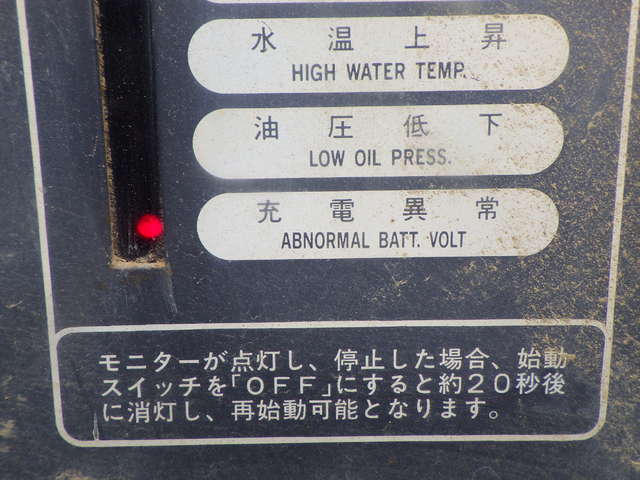 水温上昇
HIGH WATER TEMP.
油圧低下
LOW OIL PRESS.
充電異常
ABNORMAL BATT. VOLT
モニターが点灯し、停止した場合、始動
スイッチを「OFF」にすると約20秒後
に消灯し、再始動可能となります。